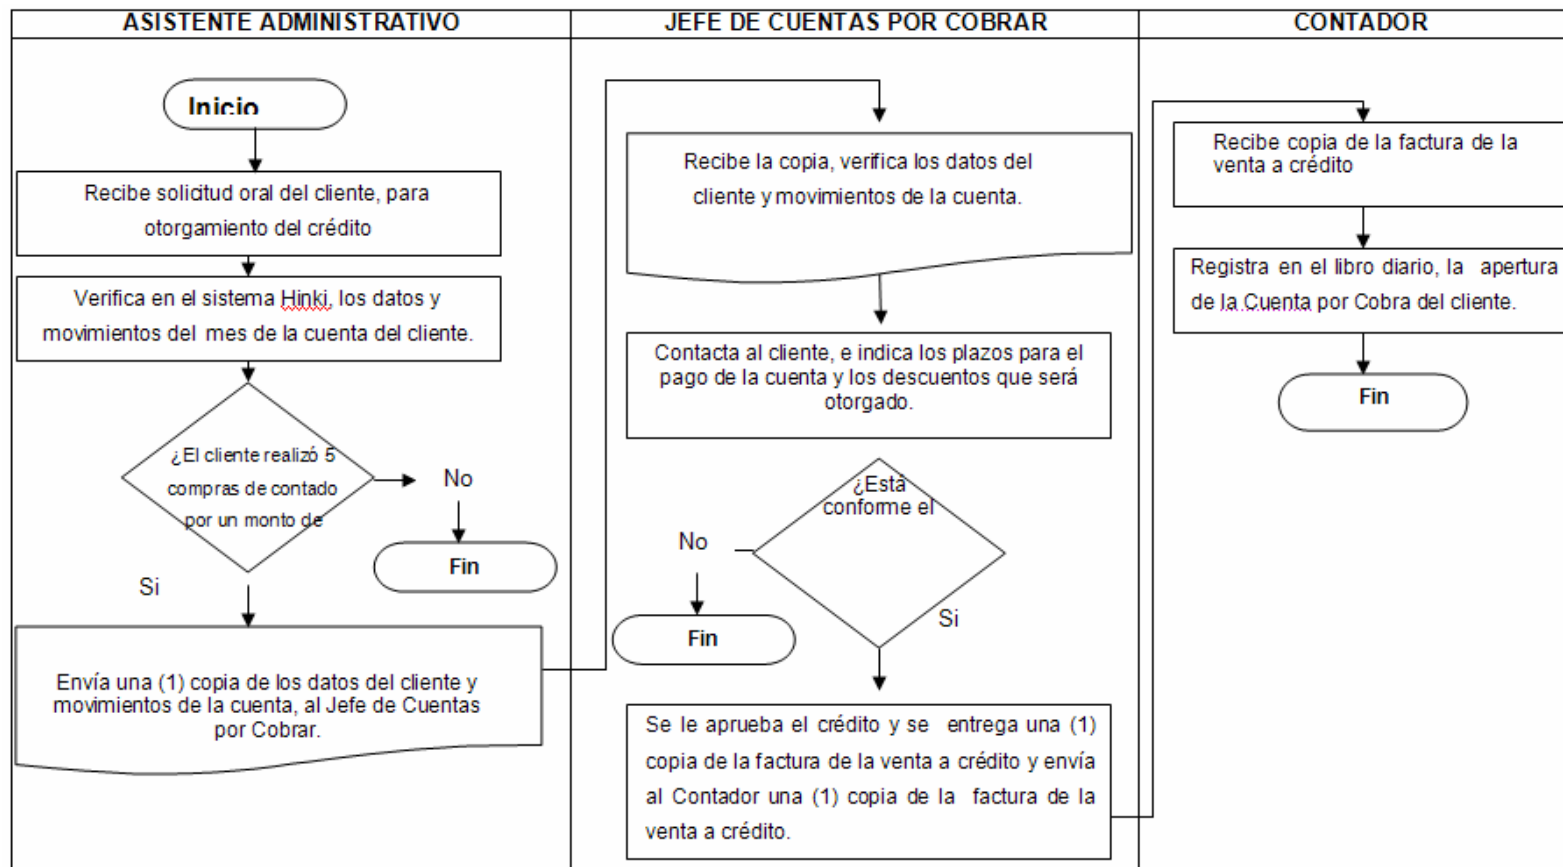 ASISTENTE ADMINISTRATIVO
JEFE DE CUENTAS POR COBRAR
CONTADOR
Inicio
Recibe solicitud oral del cliente, para
otorgamiento del crédito
Verifica en el sistema Hinki, los datos y
movimientos del mes de la cuenta del cliente.
¿El cliente realizó 5
compras de contado
por un monto de
No
Fin
Si
Envía una (1) copia de los datos del cliente y
movimientos de la cuenta, al Jefe de Cuentas
por Cobrar.
Recibe la copia, verifica los datos del
cliente y movimientos de la cuenta.
Contacta al cliente, e indica los plazos para el
pago de la cuenta y los descuentos que será
otorgado.
¿Está
conforme el
No
Fin
Si
Se le aprueba el crédito y se entrega una (1)
copia de la factura de la venta a crédito y envía
al Contador una (1) copia de la factura de la
venta a crédito.
Recibe copia de la factura de la
venta a crédito
Registra en el libro diario, la apertura
de la Cuenta por Cobra del cliente.
Fin